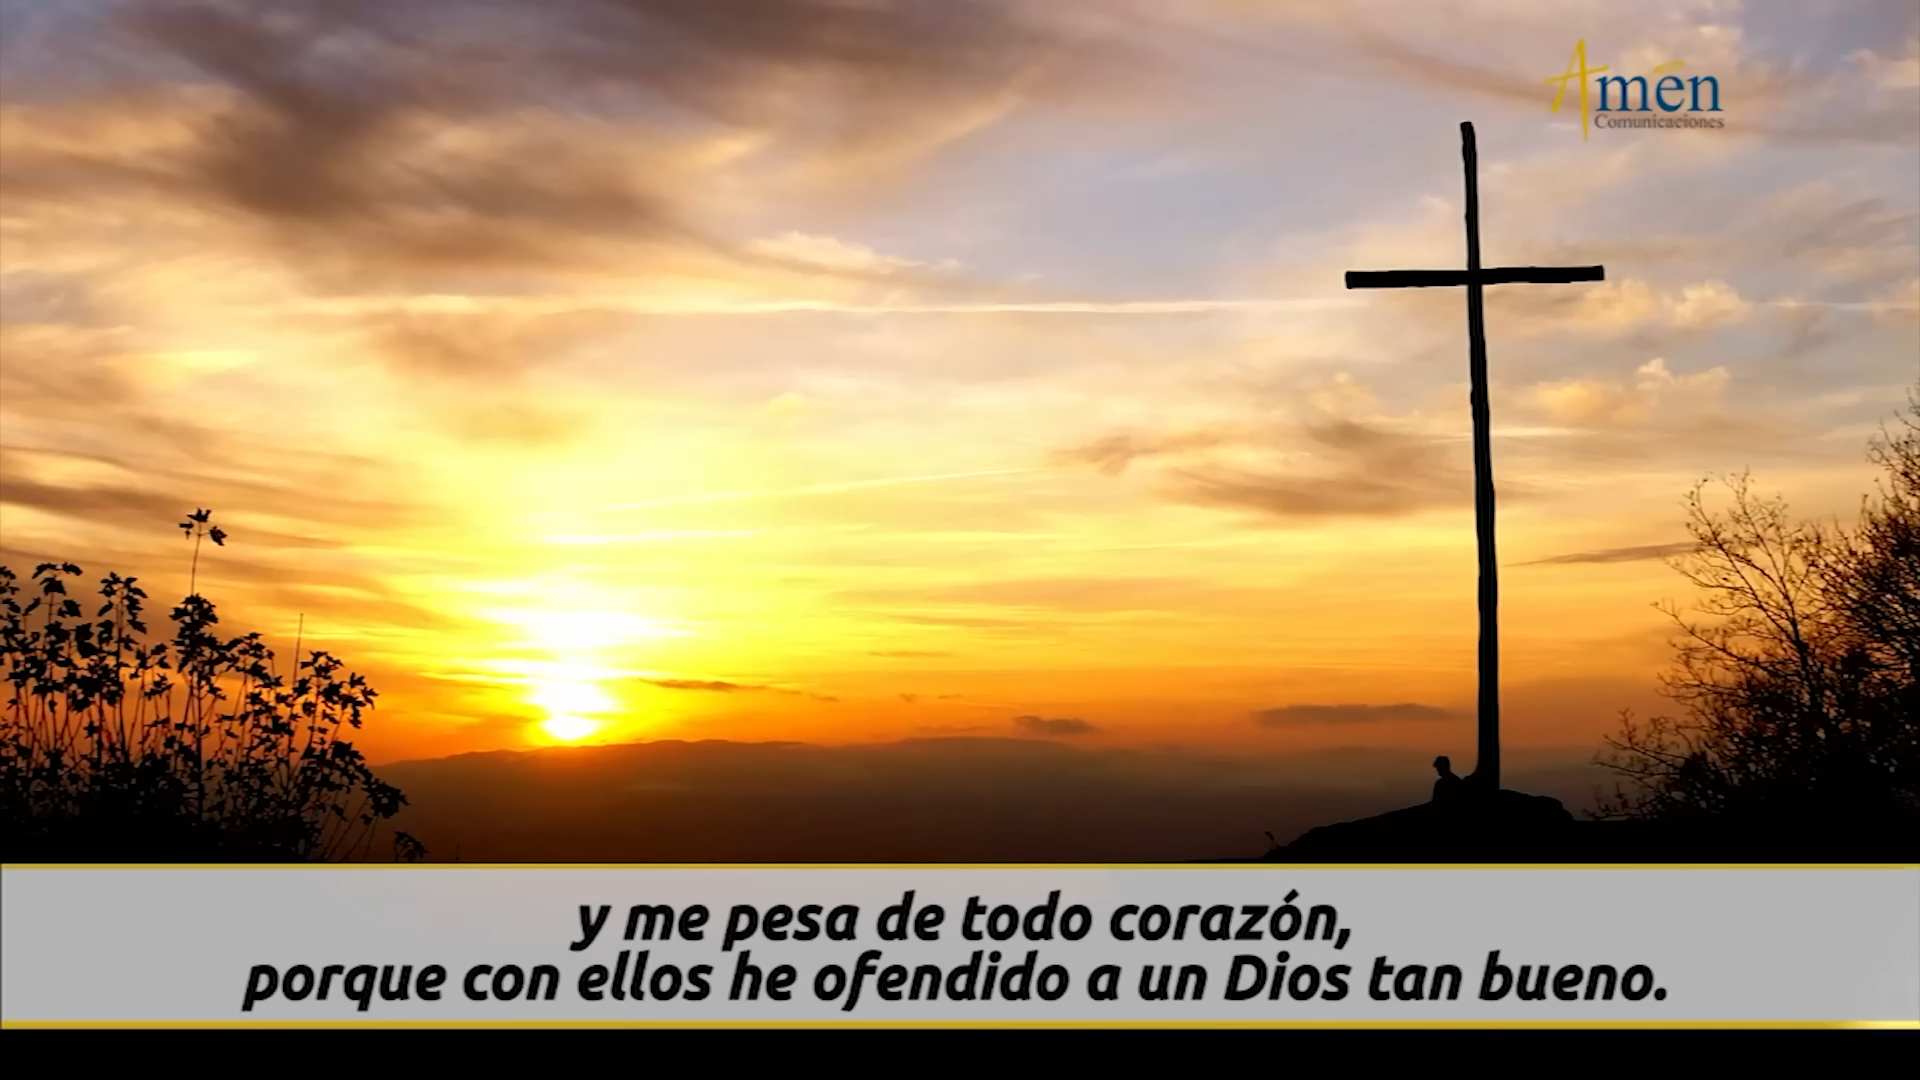 Amén
Comunicaciones
y me pesa de todo corazón,
porque con ellos he ofendido a un Dios tan bueno.